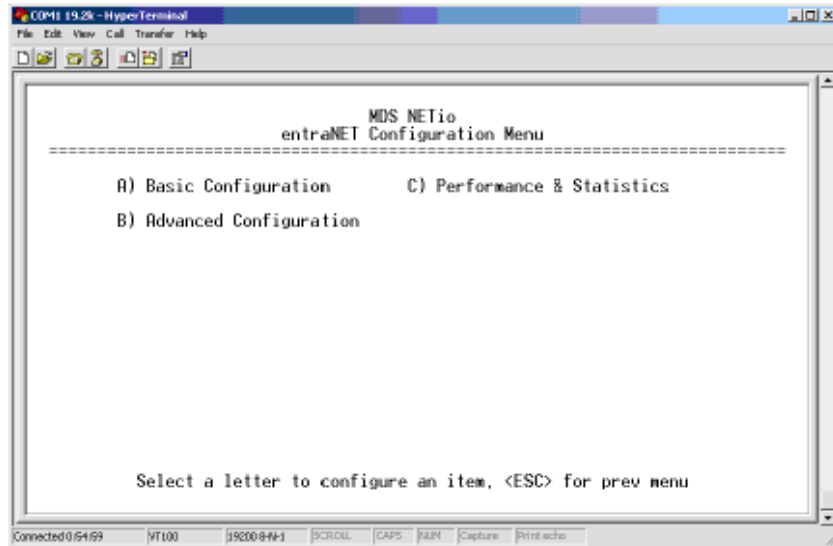 COM1 19.2k - HyperTerminal
File Edit View Call Transfer Help
MDS NETio
entraNET Configuration Menu
==============================================================================
A) Basic Configuration C) Performance & Statistics
B) Advanced Configuration
Select a letter to configure an item, <ESC> for prev menu
Connected 0:54:59 VT100 19200 8-N-1 SCROLL CAPS NUM Capture Print echo